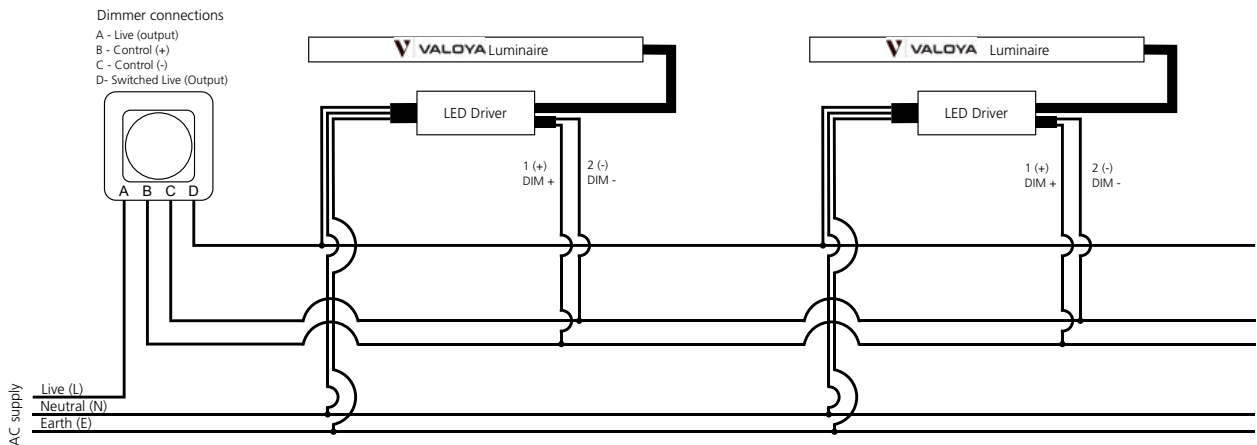 Dimmer connections
A - Live (output)
B - Control (+)
C - Control (-)
D- Switched Live (Output)
A B C D
VALOYA Luminaire
LED Driver
1 (+)
DIM +
2 (-)
DIM -
VALOYA Luminaire
LED Driver
1 (+)
DIM +
2 (-)
DIM -
AC supply
Live (L)
Neutral (N)
Earth (E)